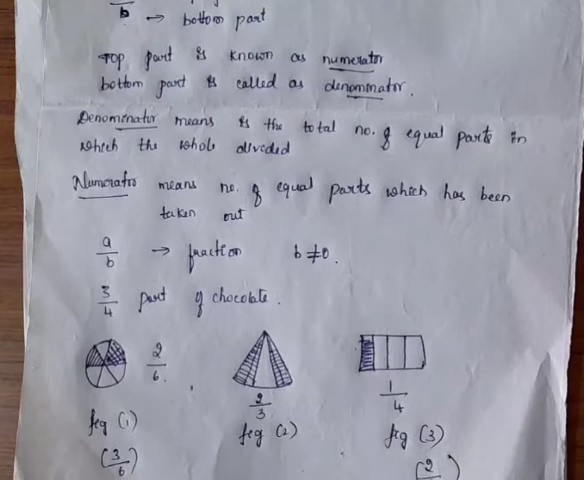 b → bottom part
Top part is known as numerator
bottom part is called as denominator.
Denominator means is the total no. of equal parts in
which the whole divided
Numerator means no. of equal parts which has been
taken out
a/b → fraction b ≠ 0.
3/4 part of chocolate.
2/6. 2/3 1/4
fig (1) fig (2) fig (3)
(3/6) (2